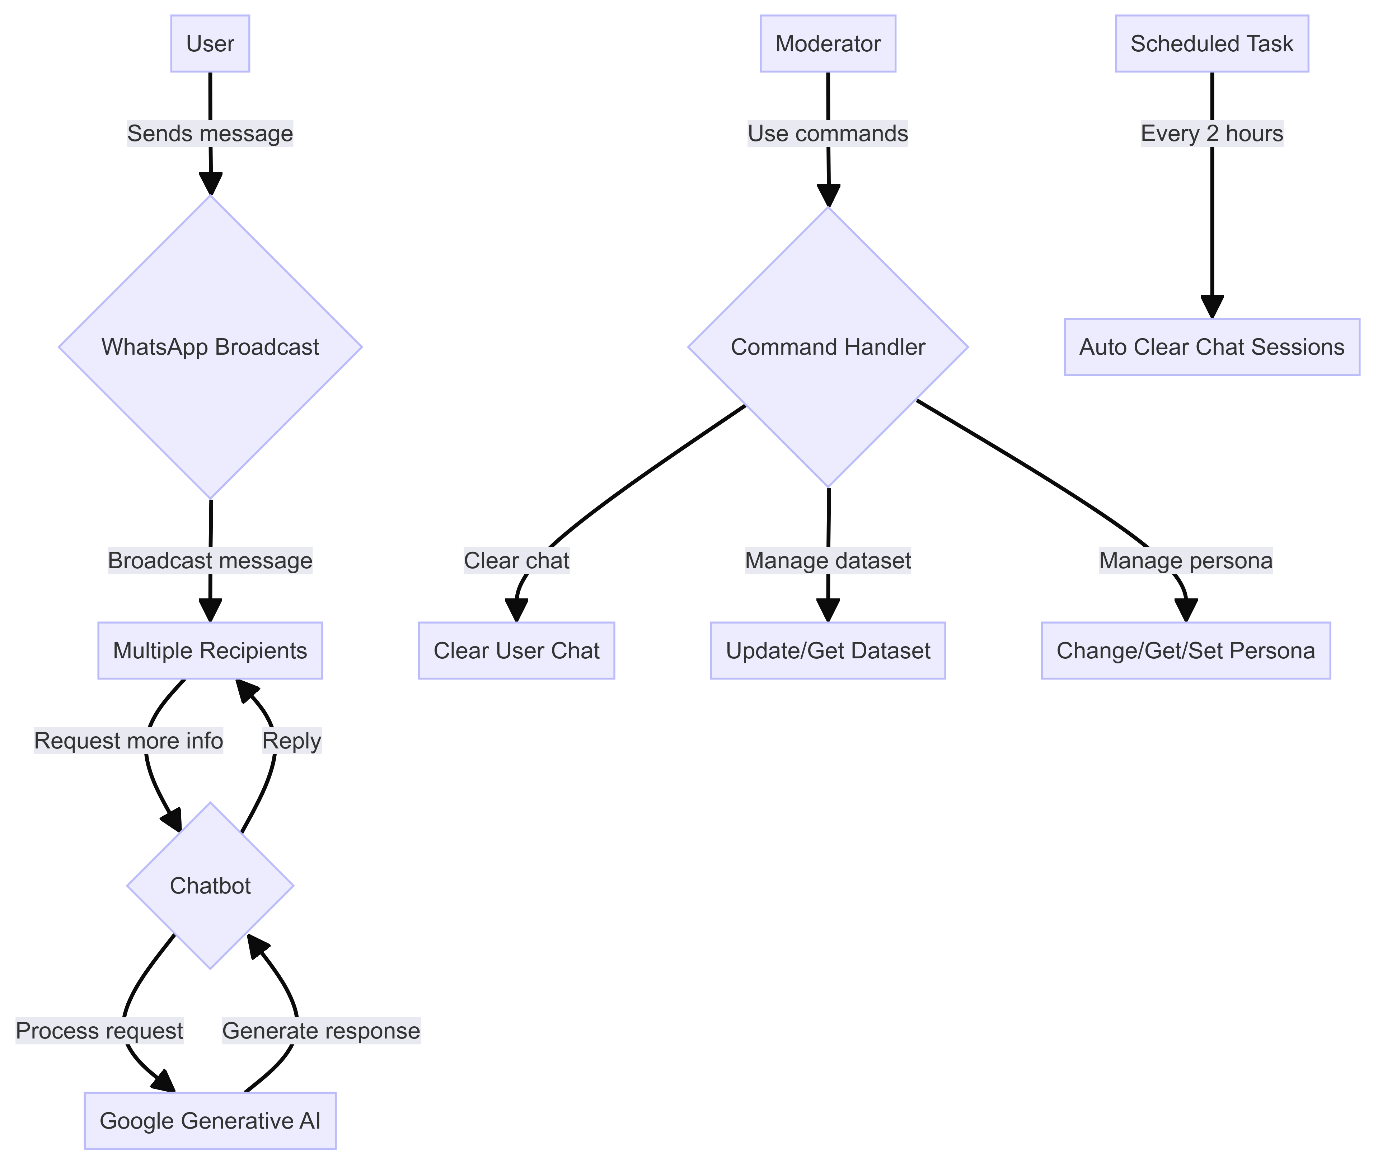 User
Moderator
Scheduled Task
Sends message
Use commands
Every 2 hours
WhatsApp Broadcast
Command Handler
Auto Clear Chat Sessions
Broadcast message
Clear chat
Manage dataset
Manage persona
Multiple Recipients
Clear User Chat
Update/Get Dataset
Change/Get/Set Persona
Request more info
Reply
Chatbot
Process request
Generate response
Google Generative AI